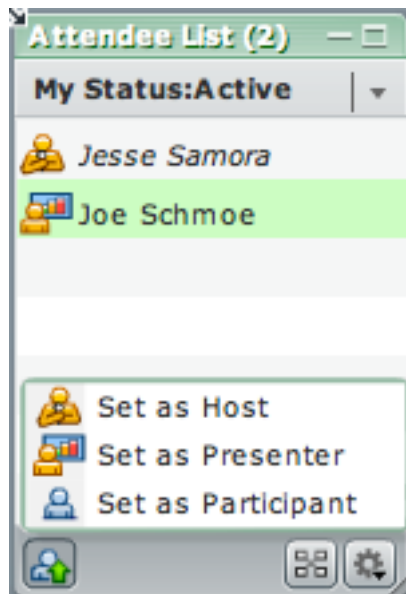 Attendee List (2)
My Status:Active
Jesse Samora
Joe Schmoe
Set as Host
Set as Presenter
Set as Participant